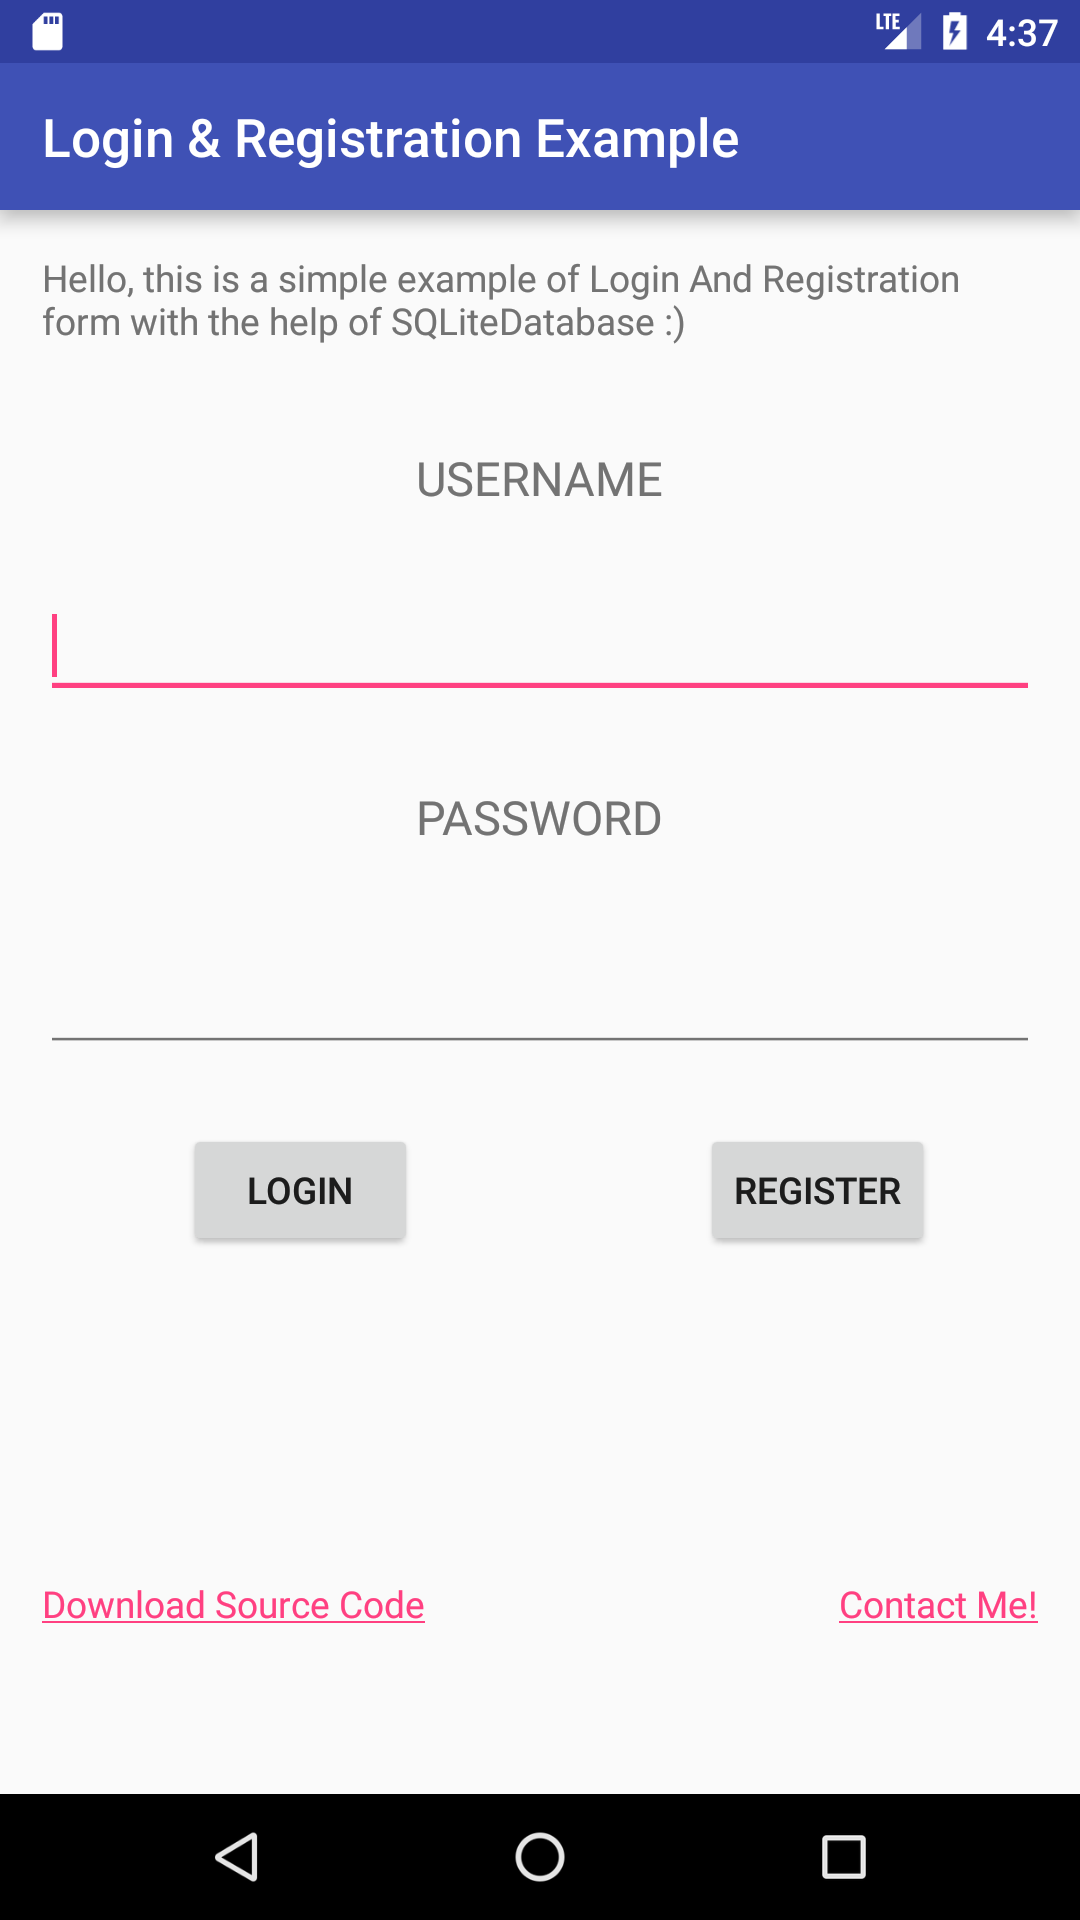 LTE 4:37
Login & Registration Example
Hello, this is a simple example of Login And Registration
form with the help of SQLiteDatabase :)
USERNAME
PASSWORD
LOGIN REGISTER
Download Source Code Contact Me!